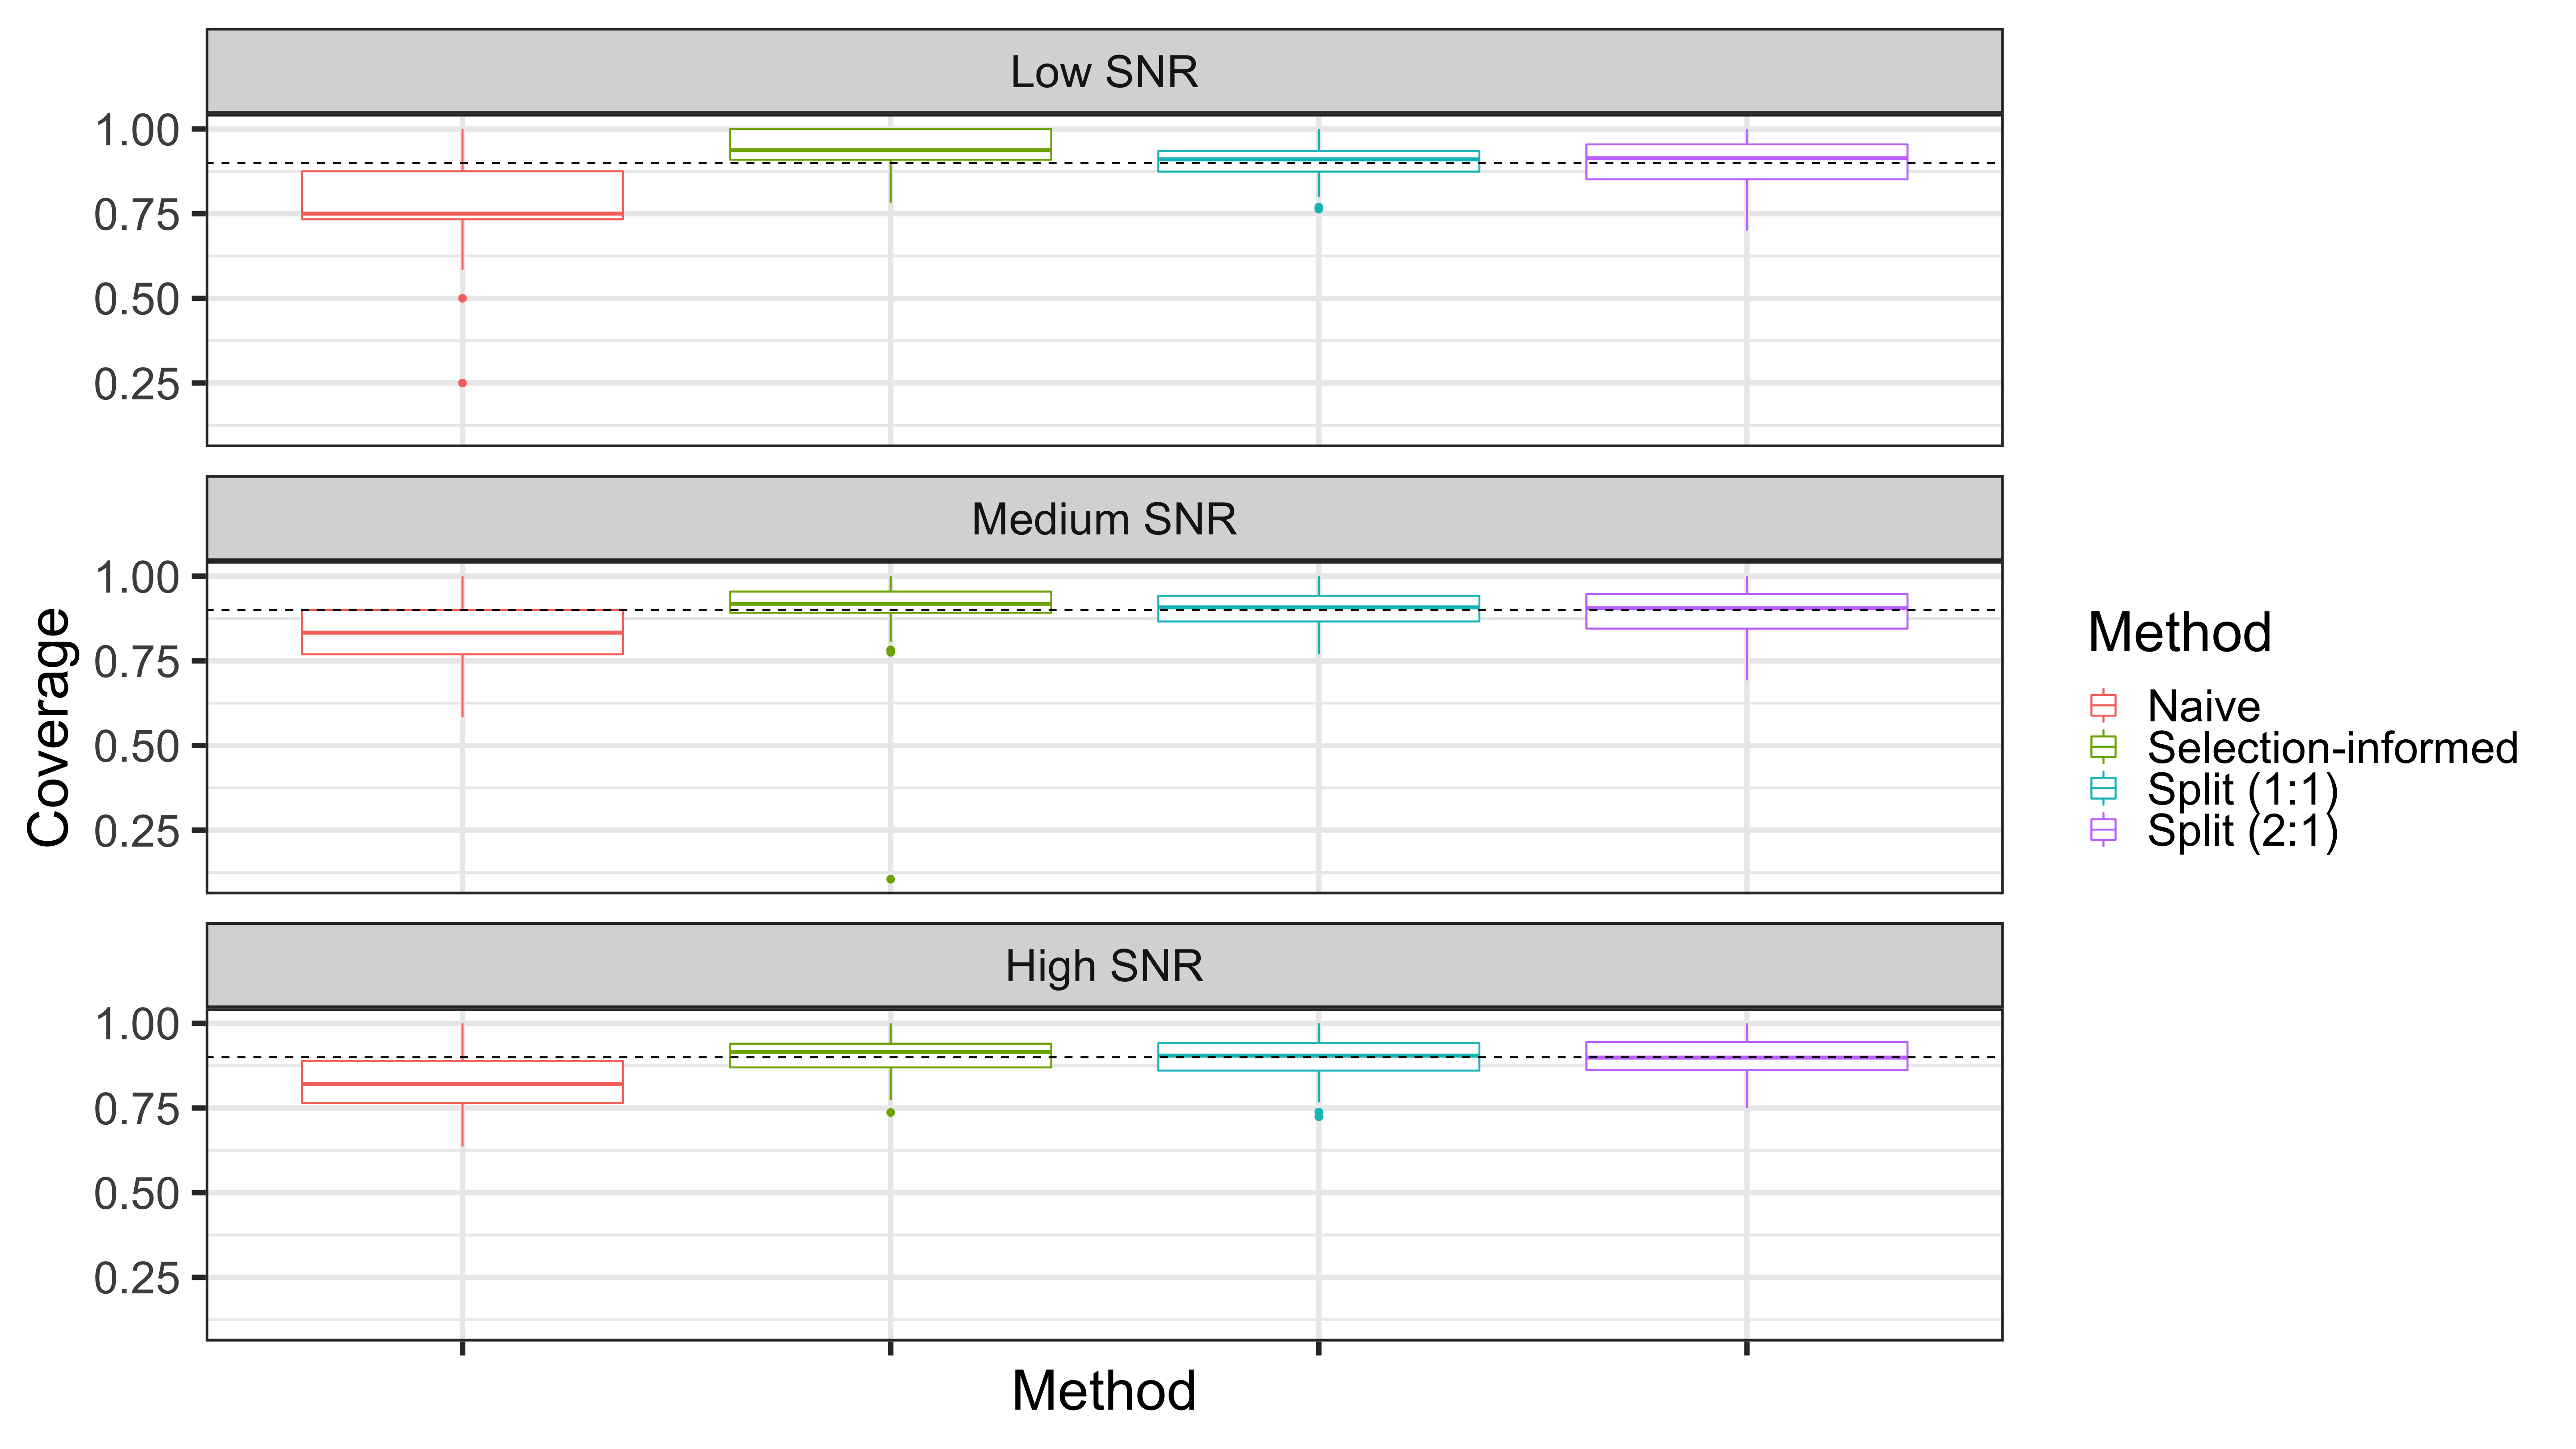 Low SNR
1.00
0.75
0.50
0.25
Medium SNR
1.00
0.75
0.50
0.25
High SNR
1.00
0.75
0.50
0.25
Coverage
Method
Method
Naive
Selection-informed
Split (1:1)
Split (2:1)